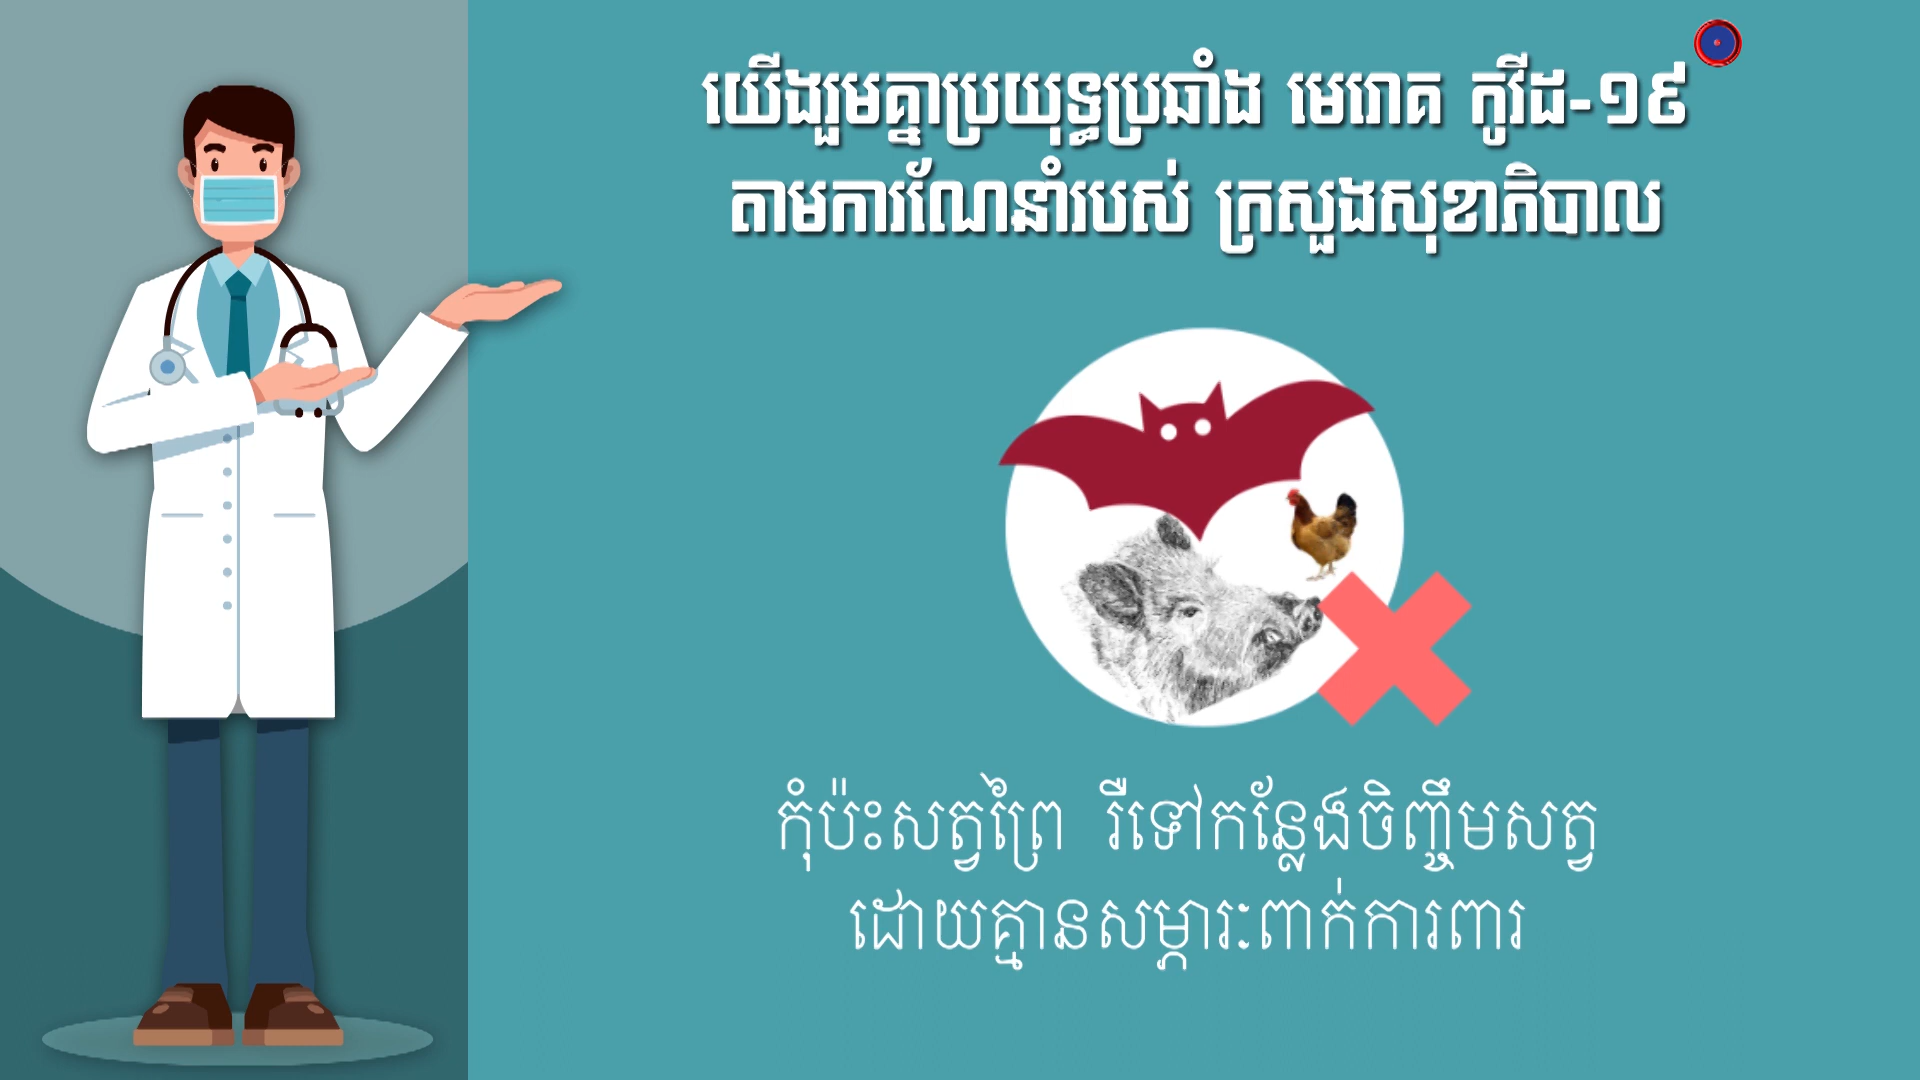 យើងរួមគ្នាប្រយុទ្ធប្រឆាំង មេរោគ កូវីដ-១៩
តាមការណែនាំរបស់ ក្រសួងសុខាភិបាល
កុំប៉ះសត្វព្រៃ រឺទៅកន្លែងចិញ្ចឹមសត្វ
ដោយគ្មានសម្ភារៈពាក់ការពារ